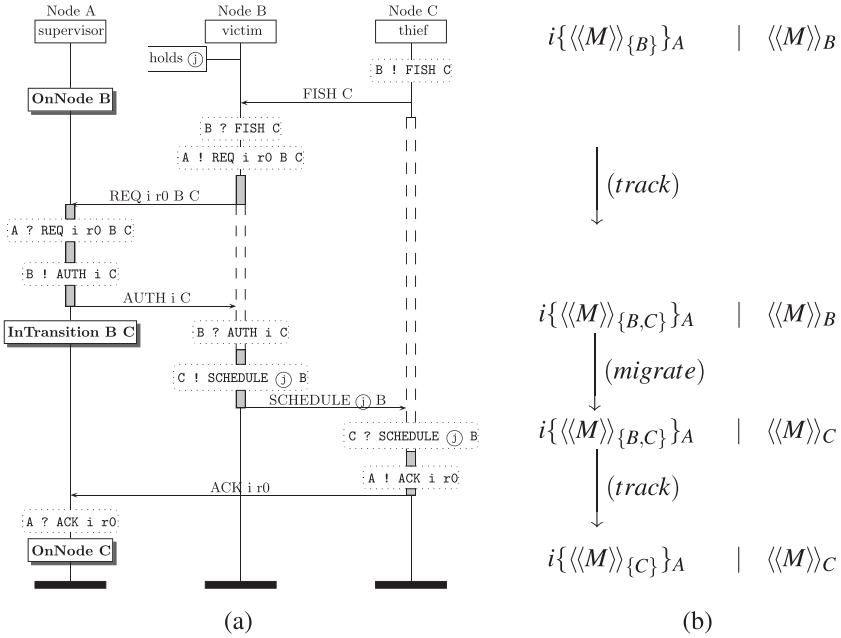 Node A Node B Node C
supervisor victim thief
holds j
B ! FISH C
OnNode B
FISH C
B ? FISH C
A ! REQ i r0 B C
REQ i r0 B C
A ? REQ i r0 B C
B ! AUTH i C
AUTH i C
InTransition B C
B ? AUTH i C
C ! SCHEDULE j B
SCHEDULE j B
C ? SCHEDULE j B
A ! ACK i r0
ACK i r0
A ? ACK i r0
OnNode C
(a)
i{⟨⟨M⟩⟩{B}}A | ⟨⟨M⟩⟩B
(track)
i{⟨⟨M⟩⟩{B,C}}A | ⟨⟨M⟩⟩B
(migrate)
i{⟨⟨M⟩⟩{B,C}}A | ⟨⟨M⟩⟩C
(track)
i{⟨⟨M⟩⟩{C}}A | ⟨⟨M⟩⟩C
(b)